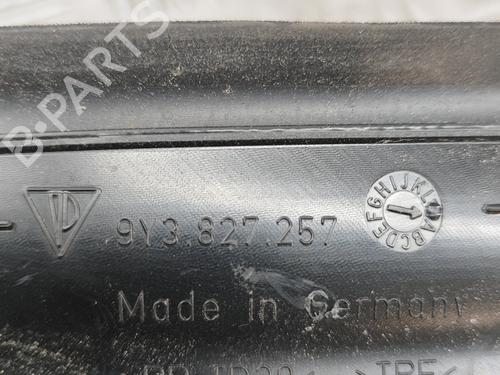 B-PARTS
9Y3.827.257
ABCDEFGHIJKL
Made in Germany